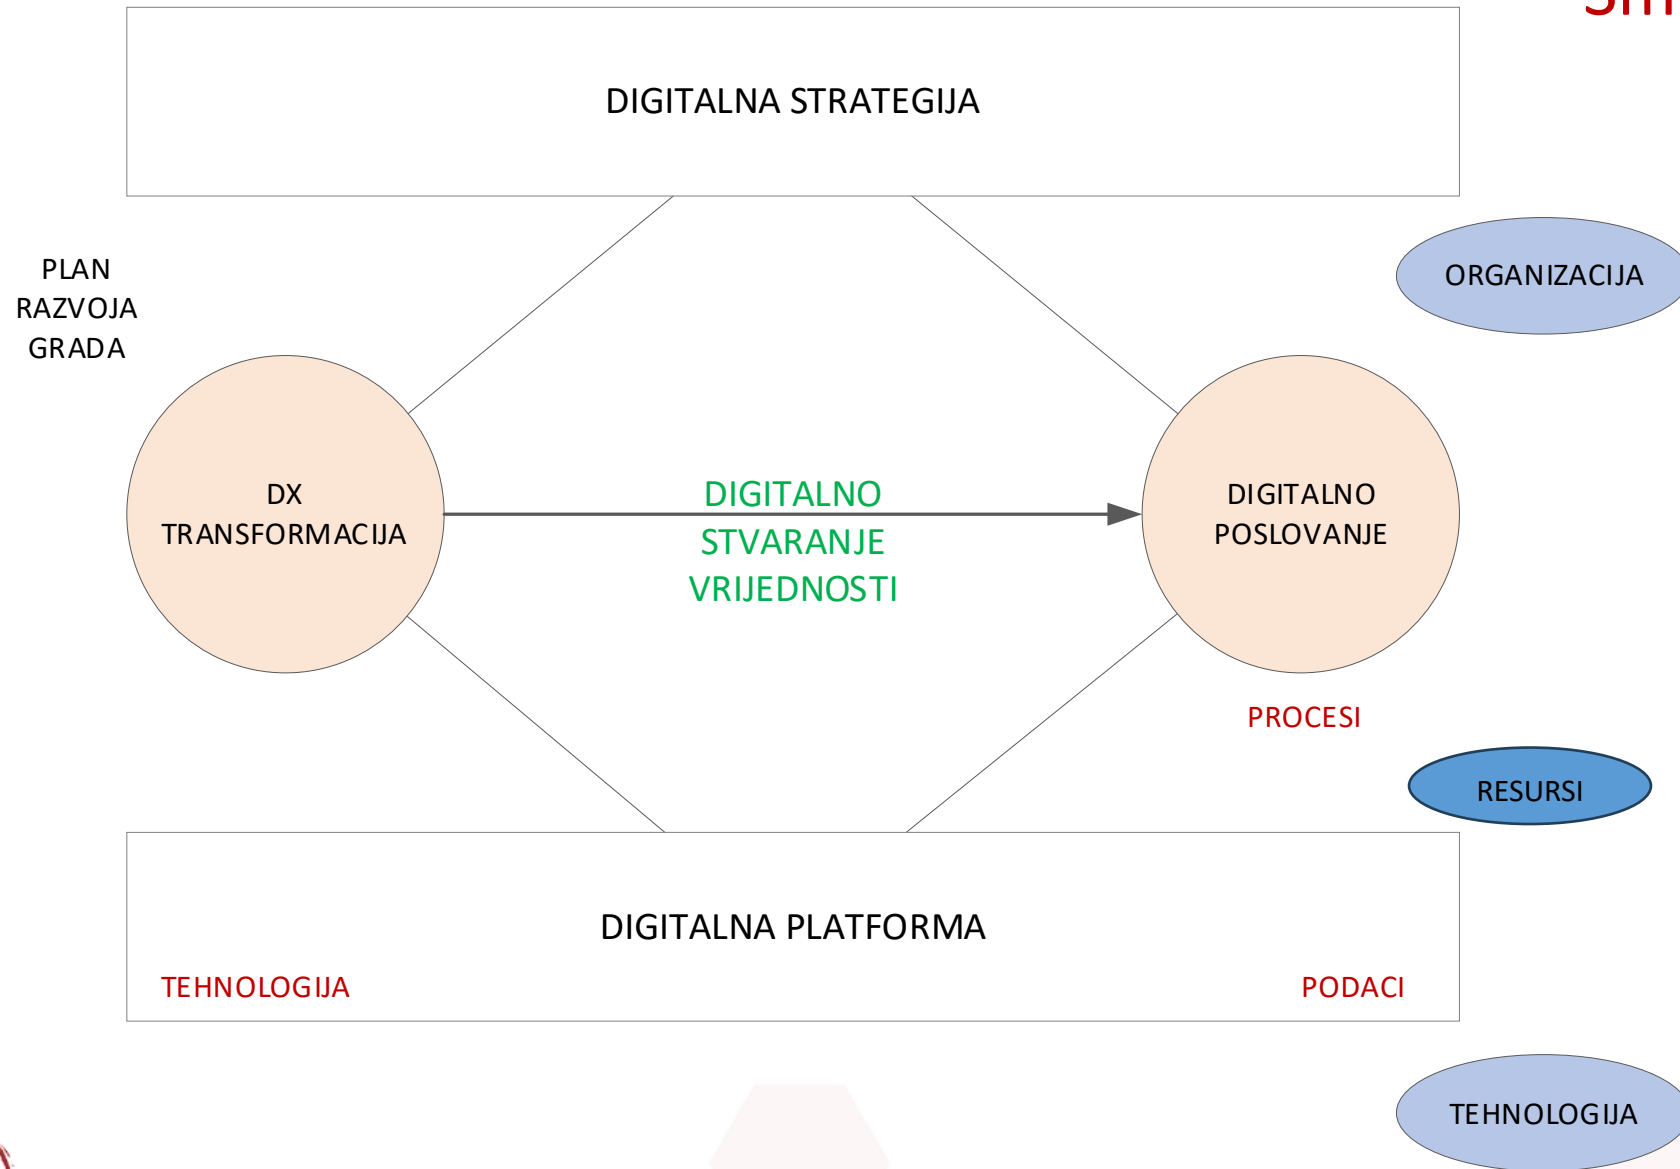 DIGITALNA STRATEGIJA
PLAN
RAZVOJA
GRADA
ORGANIZACIJA
DX
TRANSFORMACIJA
DIGITALNO
STVARANJE
VRIJEDNOSTI
DIGITALNO
POSLOVANJE
PROCESI
RESURSI
DIGITALNA PLATFORMA
TEHNOLOGIJA
PODACI
TEHNOLOGIJA